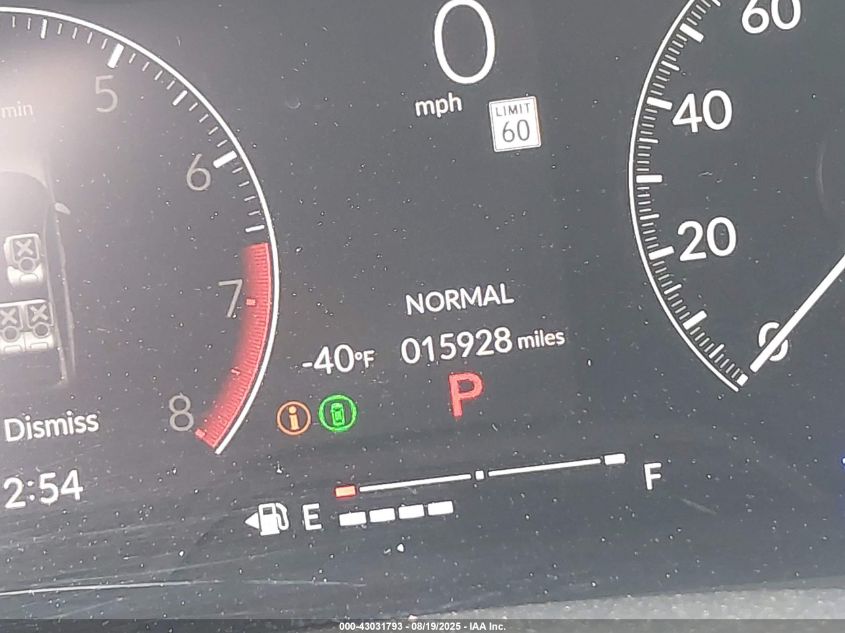 0
mph
LIMIT
60
min
5
6
7
8
60
40
20
0
NORMAL
-40°F 015928 miles
P
Dismiss
2:54
E F
000-43031793 - 08/19/2025 - IAA Inc.